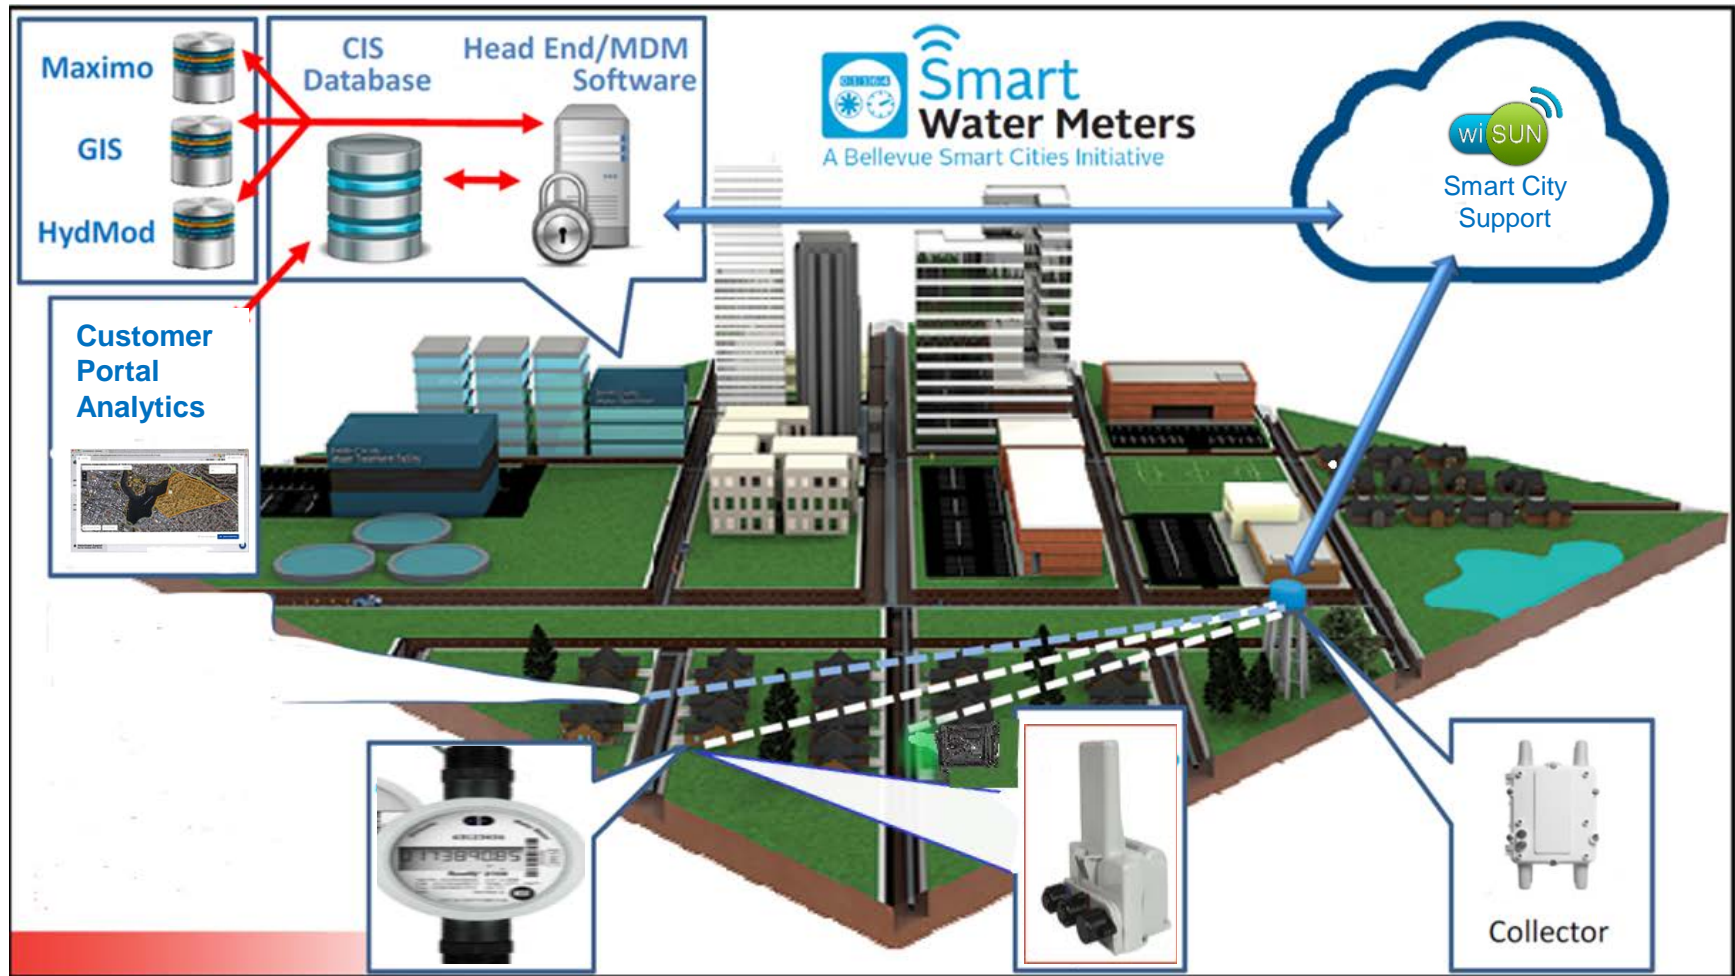 Maximo
GIS
HydMod
CIS
Database
Head End/MDM
Software
Smart
Water Meters
A Bellevue Smart Cities Initiative
wi SUN
Smart City
Support
Customer
Portal
Analytics
Collector